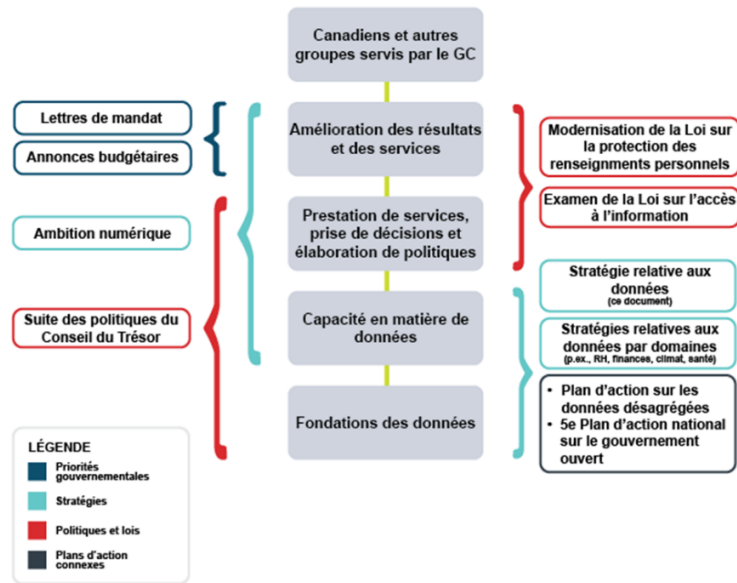 Canadiens et autres
groupes servis par le GC
Lettres de mandat
Annonces budgétaires
Ambition numérique
Suite des politiques du
Conseil du Trésor
Amélioration des résultats
et des services
Prestation de services,
prise de décisions et
élaboration de politiques
Capacité en matière de
données
Fondations des données
Modernisation de la Loi sur
la protection des
renseignments personnels
Examen de la Loi sur l'accès
à l'information
Stratégie relative aux
données
(ce document)
Stratégies relatives aux
données par domaines
(p.ex., RH, finances, climat, santé)
• Plan d'action sur les
données désagrégées
• 5e Plan d'action national
sur le gouvernement
ouvert
LÉGENDE
Priorités
gouvernementales
Stratégies
Politiques et lois
Plans d'action
connexes